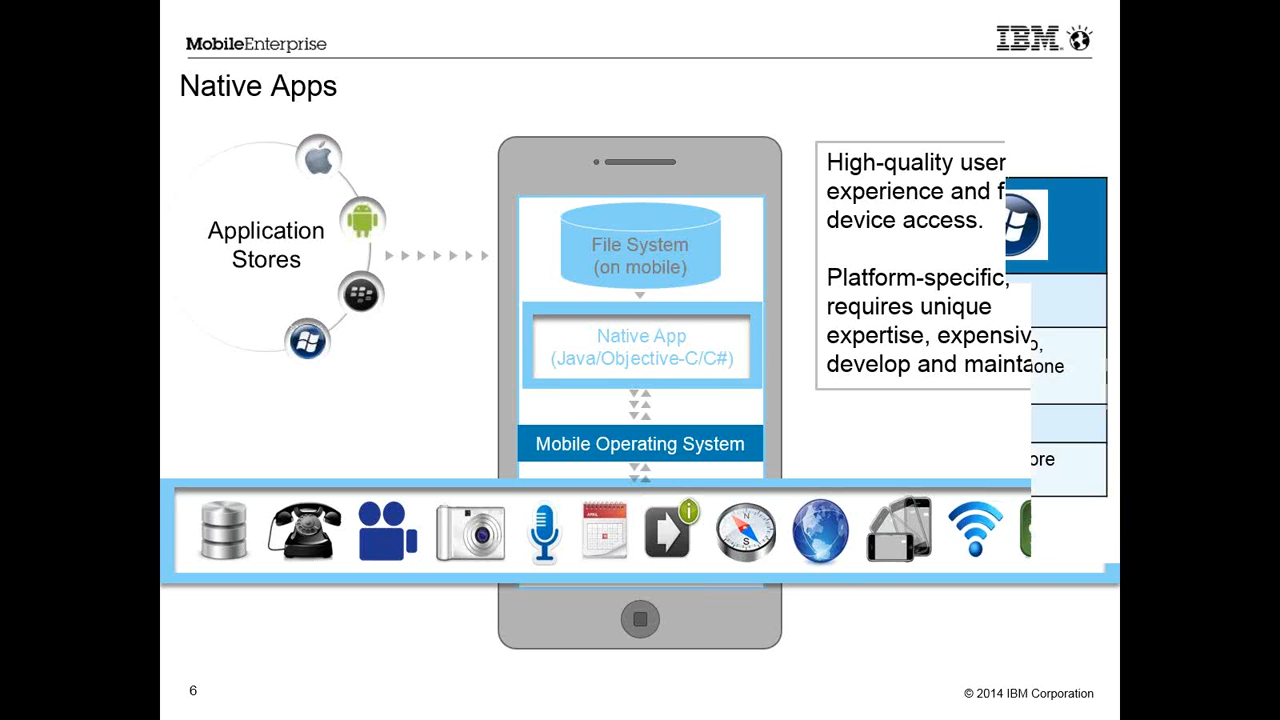 MobileEnterprise
IBM
Native Apps
Application
Stores
File System
(on mobile)
Native App
(Java/Objective-C/C#)
Mobile Operating System
High-quality user
experience and f
device access.
Platform-specific,
requires unique
expertise, expensiv
develop and mainta
one
ore
APRIL
i
N
S
6
© 2014 IBM Corporation